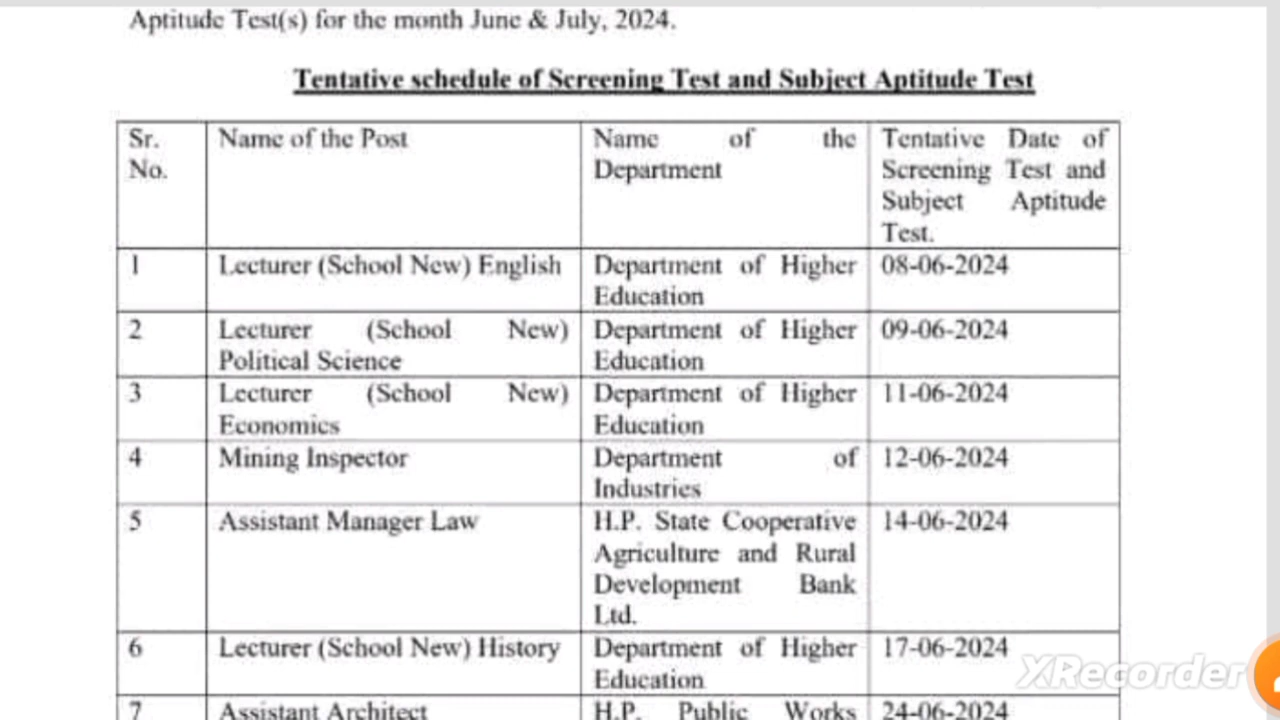 Aptitude Test(s) for the month June & July, 2024.
Tentative schedule of Screening Test and Subject Aptitude Test
Sr. No.
Name of the Post
Name of the Department
Tentative Date of Screening Test and Subject Aptitude Test.
1
Lecturer (School New) English
Department of Higher Education
08-06-2024
2
Lecturer (School New) Political Science
Department of Higher Education
09-06-2024
3
Lecturer (School New) Economics
Department of Higher Education
11-06-2024
4
Mining Inspector
Department of Industries
12-06-2024
5
Assistant Manager Law
H.P. State Cooperative Agriculture and Rural Development Bank Ltd.
14-06-2024
6
Lecturer (School New) History
Department of Higher Education
17-06-2024
7
Assistant Architect
H.P. Public Works
24-06-2024
XRecorder